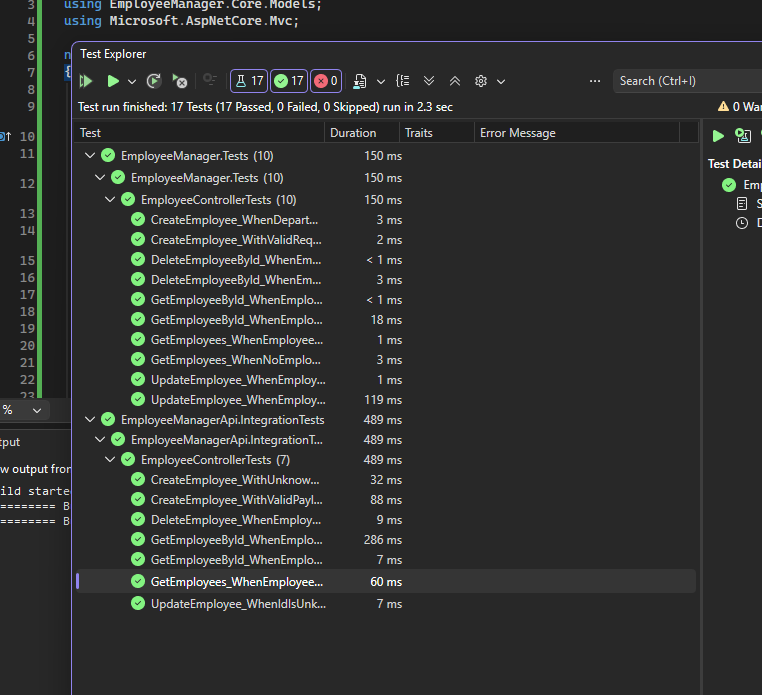 3 using EmployeeManager.Core.Models;
4 using Microsoft.AspNetCore.Mvc;
5
6 n
7 {
8
9
10
11
12
13
14
15
16
17
18
19
20
21
22
23
Test Explorer
17 17 0
Search (Ctrl+I)
Test run finished: 17 Tests (17 Passed, 0 Failed, 0 Skipped) run in 2.3 sec
0 War
Test Duration Traits Error Message
EmployeeManager.Tests (10) 150 ms
EmployeeManager.Tests (10) 150 ms
EmployeeControllerTests (10) 150 ms
CreateEmployee_WhenDepart... 3 ms
CreateEmployee_WithValidReq... 2 ms
DeleteEmployeeById_WhenEm... < 1 ms
DeleteEmployeeById_WhenEm... 3 ms
GetEmployeeById_WhenEmplo... < 1 ms
GetEmployeeById_WhenEmplo... 18 ms
GetEmployees_WhenEmployee... 1 ms
GetEmployees_WhenNoEmplo... 3 ms
UpdateEmployee_WhenEmploy... 1 ms
UpdateEmployee_WhenEmploy... 119 ms
EmployeeManagerApi.IntegrationTests 489 ms
EmployeeManagerApi.IntegrationT... 489 ms
EmployeeControllerTests (7) 489 ms
CreateEmployee_WithUnknow... 32 ms
CreateEmployee_WithValidPayl... 88 ms
DeleteEmployee_WhenEmploy... 9 ms
GetEmployeeById_WhenEmplo... 286 ms
GetEmployeeById_WhenEmplo... 7 ms
GetEmployees_WhenEmployee... 60 ms
UpdateEmployee_WhenIdIsUnk... 7 ms
Test Detai
Emp
S
D
%
tput
w output from
ild starte
======== B
======== B